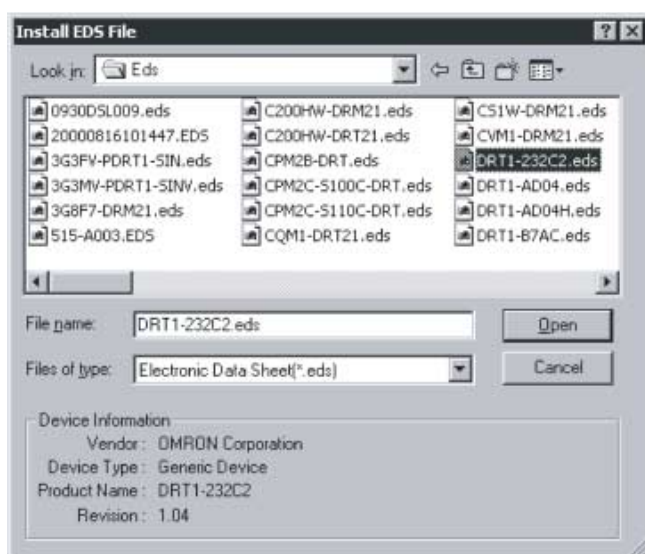 Install EDS File
Look in: Eds
0930DSL009.eds
20000816101447.EDS
3G3FV-PDRT1-SIN.eds
3G3MV-PDRT1-SINV.eds
3G8F7-DRM21.eds
515-A003.EDS
C200HW-DRM21.eds
C200HW-DRT21.eds
CPM2B-DRT.eds
CPM2C-S100C-DRT.eds
CPM2C-S110C-DRT.eds
CQM1-DRT21.eds
CS1W-DRM21.eds
CVM1-DRM21.eds
DRT1-232C2.eds
DRT1-AD04.eds
DRT1-AD04H.eds
DRT1-B7AC.eds
File name: DRT1-232C2.eds Open
Files of type: Electronic Data Sheet(*.eds) Cancel
Device Information
Vendor : OMRON Corporation
Device Type : Generic Device
Product Name : DRT1-232C2
Revision : 1.04